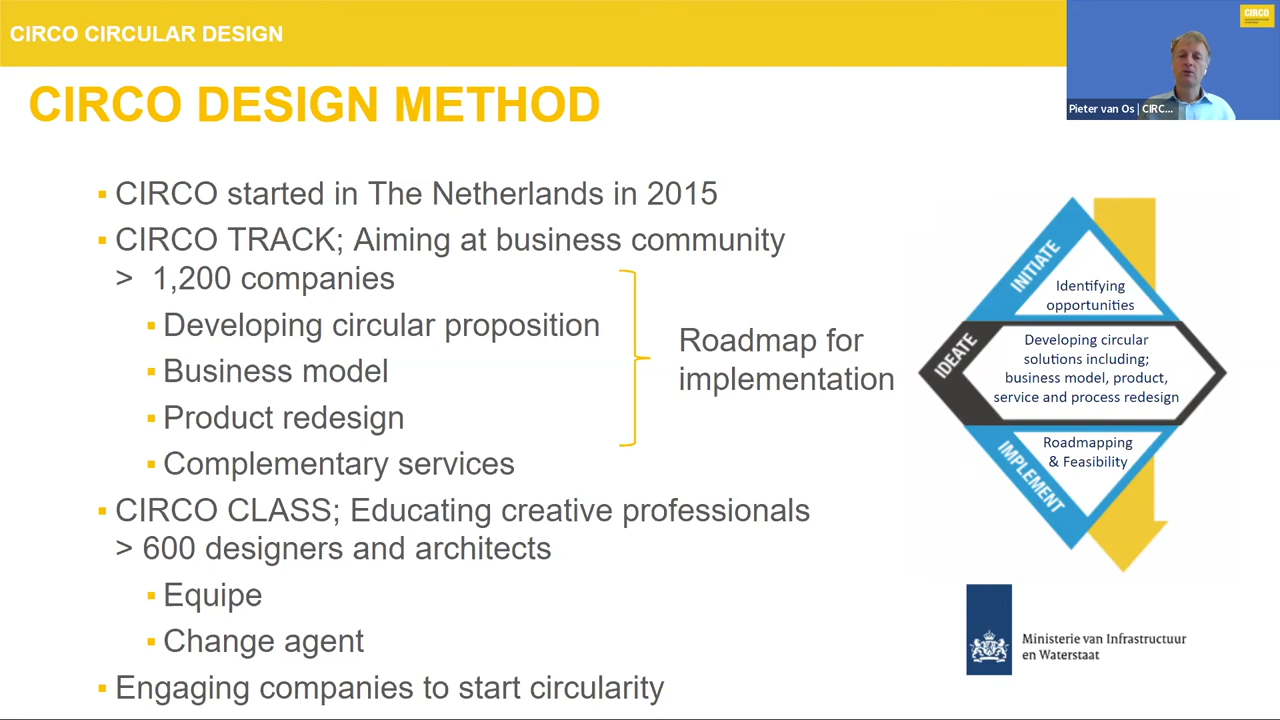 CIRCO CIRCULAR DESIGN
CIRCO
Pieter van Os | CIRC...
CIRCO DESIGN METHOD
▪ CIRCO started in The Netherlands in 2015
▪ CIRCO TRACK; Aiming at business community
> 1,200 companies
▪ Developing circular proposition
▪ Business model
▪ Product redesign
▪ Complementary services
Roadmap for
implementation
▪ CIRCO CLASS; Educating creative professionals
> 600 designers and architects
▪ Equipe
▪ Change agent
▪ Engaging companies to start circularity
INITIATE
Identifying
opportunities
IDEATE
Developing circular
solutions including;
business model, product,
service and process redesign
IMPLEMENT
Roadmapping
& Feasibility
Ministerie van Infrastructuur
en Waterstaat